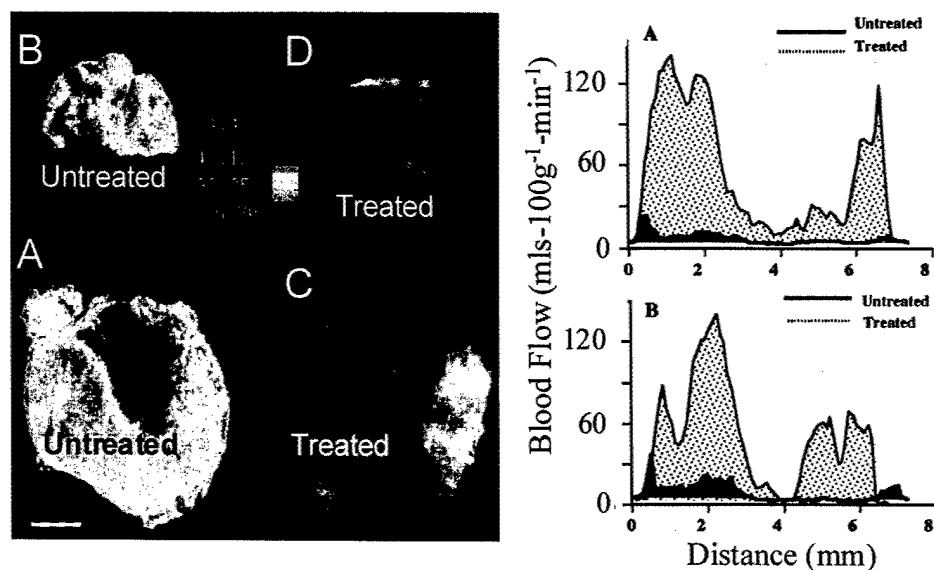 B
D
Untreated
Treated
A
C
Untreated
Treated
Blood Flow (mls-100g⁻¹-min⁻¹)
A
Untreated
Treated
120
60
0
0 2 4 6 8
B
Untreated
Treated
120
60
0
0 2 4 6 8
Distance (mm)